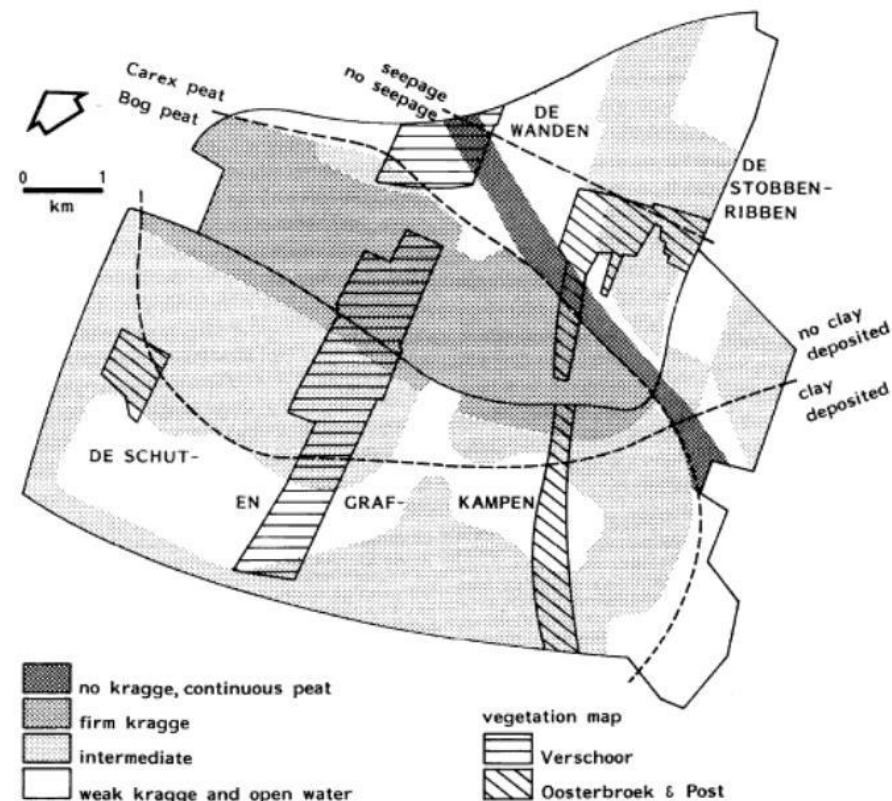 Carex peat
Bog peat
seepage
no seepage
DE
WANDEN
DE
STOBBEN-
RIBBEN
0 1
km
no clay
deposited
clay
deposited
DE SCHUT-
EN
GRAF-
KAMPEN
no kragge, continuous peat
firm kragge
intermediate
weak kragge and open water
vegetation map
Verschoor
Oosterbroek & Post